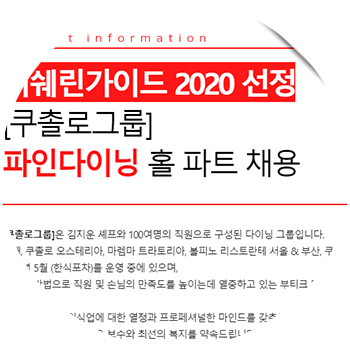 t information
쉐린가이드 2020 선정
[쿠촐로그룹]
파인다이닝 홀 파트 채용
촐로그룹]은 김지운 셰프와 100여명의 직원으로 구성된 다이닝 그룹입니다.
쿠촐로 오스테리아, 마렘마 트라토리아, 볼피노 리스토란테 서울 & 부산, 쿠
5월 (한식포차)를 운영 중에 있으며,
방법으로 직원 및 손님의 만족도를 높이는데 열중하고 있는 부티크
외식업에 대한 열정과 프로페셔널한 마인드를 갖추
보수와 최선의 복지를 약속드립니다